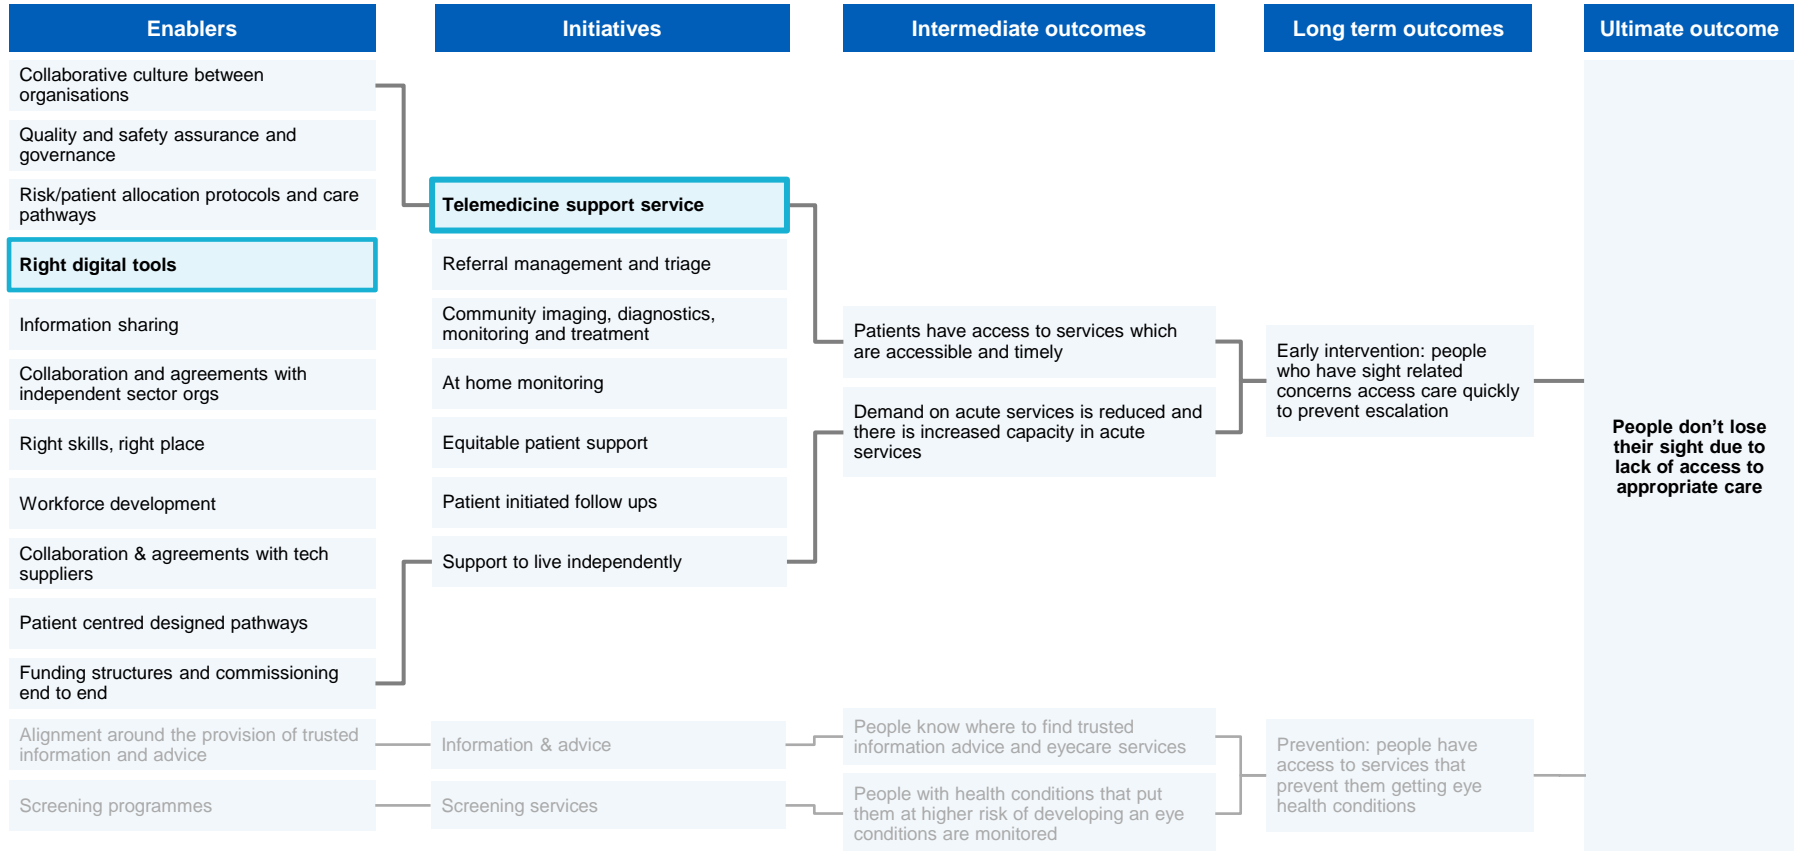 Enablers
Initiatives
Intermediate outcomes
Long term outcomes
Ultimate outcome
Collaborative culture between
organisations
Quality and safety assurance and
governance
Risk/patient allocation protocols and care
pathways
Right digital tools
Information sharing
Collaboration and agreements with
independent sector orgs
Right skills, right place
Workforce development
Collaboration & agreements with tech
suppliers
Patient centred designed pathways
Funding structures and commissioning
end to end
Alignment around the provision of trusted
information and advice
Screening programmes
Telemedicine support service
Referral management and triage
Community imaging, diagnostics,
monitoring and treatment
At home monitoring
Equitable patient support
Patient initiated follow ups
Support to live independently
Information & advice
Screening services
Patients have access to services which
are accessible and timely
Demand on acute services is reduced and
there is increased capacity in acute
services
People know where to find trusted
information advice and eyecare services
People with health conditions that put
them at higher risk of developing an eye
conditions are monitored
Early intervention: people
who have sight related
concerns access care quickly
to prevent escalation
Prevention: people have
access to services that
prevent them getting eye
health conditions
People don’t lose
their sight due to
lack of access to
appropriate care